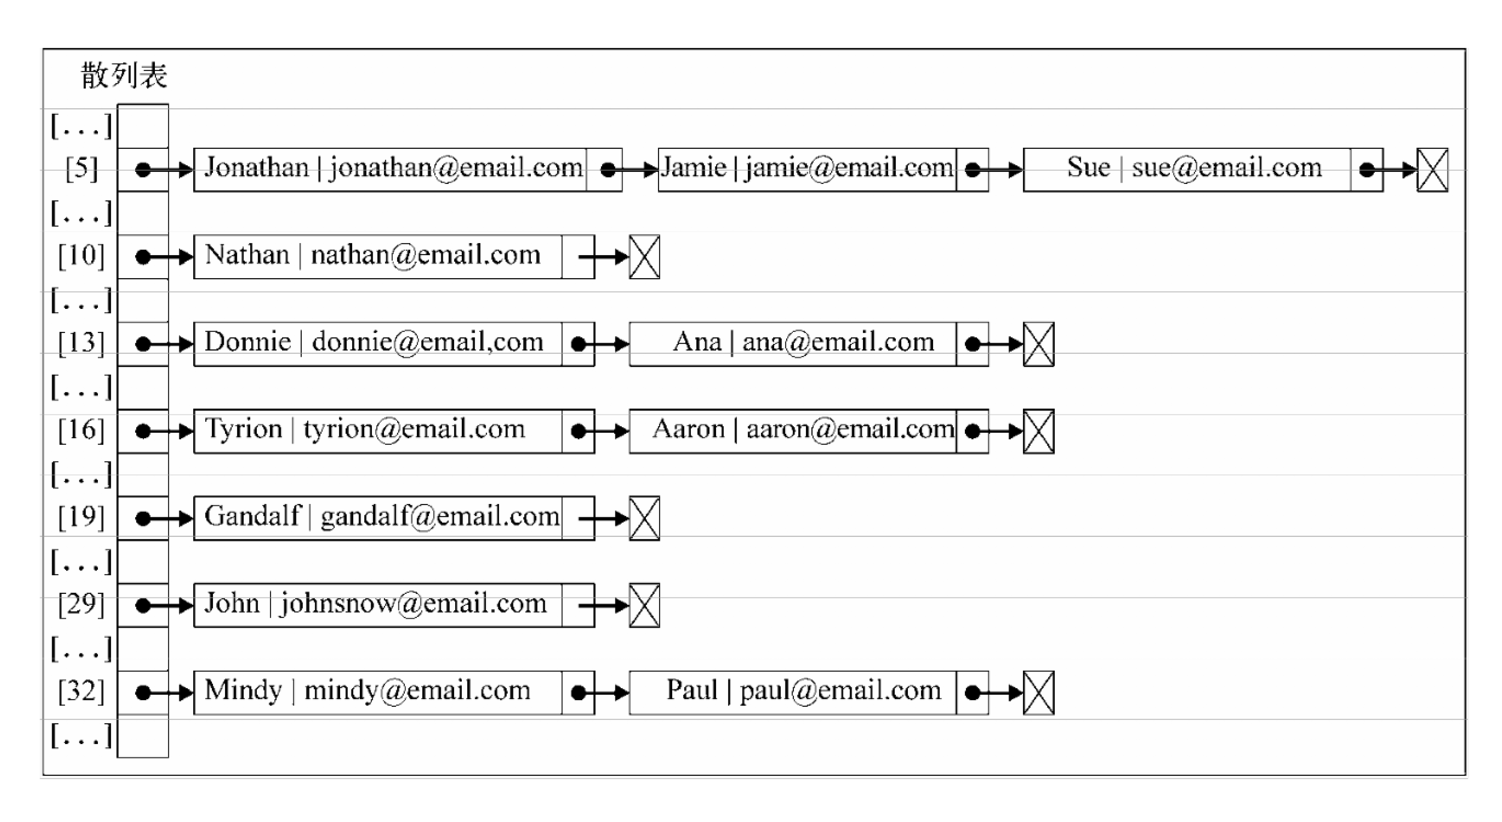 散列表
[...]
[5] Jonathan | jonathan@email.com Jamie | jamie@email.com Sue | sue@email.com
[...]
[10] Nathan | nathan@email.com
[...]
[13] Donnie | donnie@email,com Ana | ana@email.com
[...]
[16] Tyrion | tyrion@email.com Aaron | aaron@email.com
[...]
[19] Gandalf | gandalf@email.com
[...]
[29] John | johnsnow@email.com
[...]
[32] Mindy | mindy@email.com Paul | paul@email.com
[...]